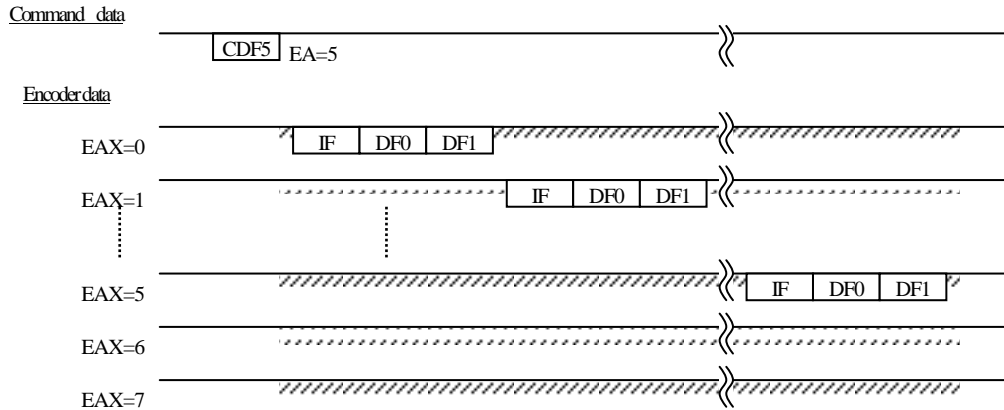 Command data
CDF5 EA=5
Encoder data
EAX=0 IF DF0 DF1
EAX=1 IF DF0 DF1
EAX=5 IF DF0 DF1
EAX=6
EAX=7